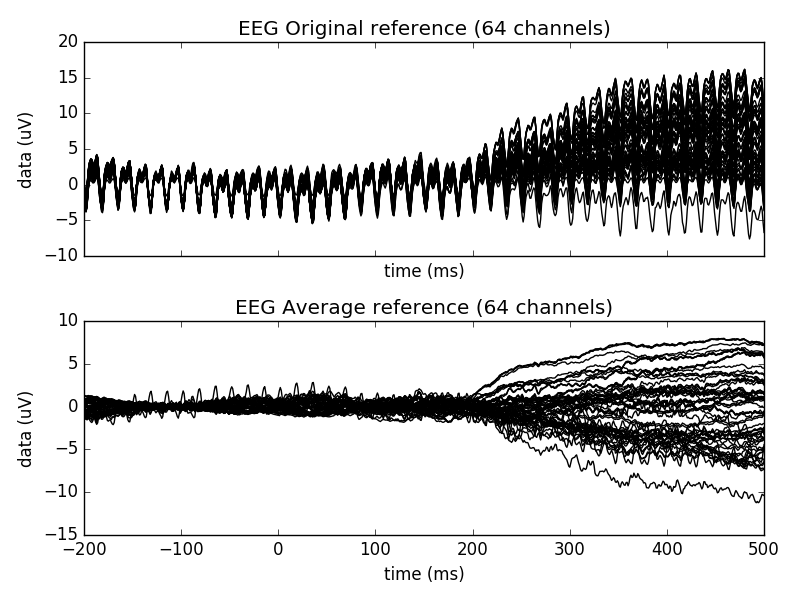 EEG Original reference (64 channels)
20
15
10
5
0
−5
−10
data (uV)
time (ms)
EEG Average reference (64 channels)
10
5
0
−5
−10
−15
data (uV)
−200 −100 0 100 200 300 400 500
time (ms)